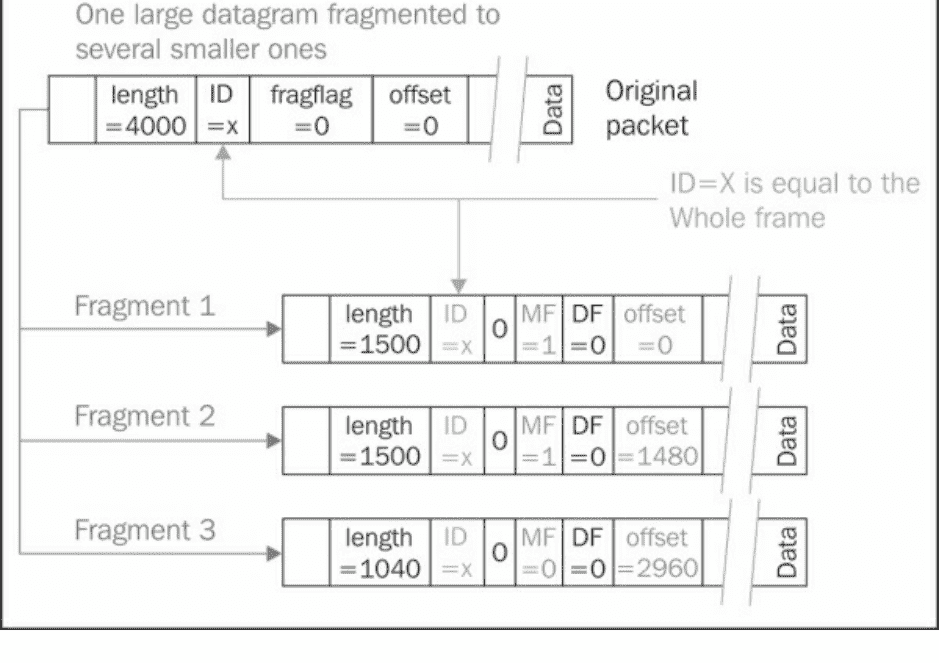 One large datagram fragmented to
several smaller ones
length ID fragflag offset Data
=4000 =x =0 =0
Original
packet
ID=X is equal to the
Whole frame
Fragment 1
length ID 0 MF DF offset Data
=1500 =x =1 =0 =0
Fragment 2
length ID 0 MF DF offset Data
=1500 =x =1 =0 =1480
Fragment 3
length ID 0 MF DF offset Data
=1040 =x =0 =0 =2960